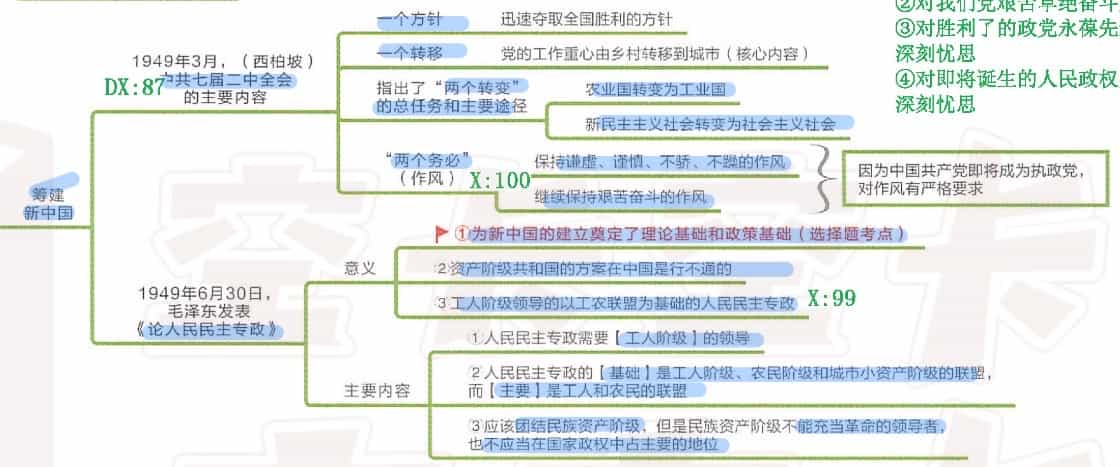 ②对我们党艰苦卓绝奋斗
③对胜利了的政党永葆先
深刻忧思
④对即将诞生的人民政权
深刻忧思
筹建
新中国
1949年3月，（西柏坡）
中共七届二中全会
的主要内容
DX:87
一个方针
迅速夺取全国胜利的方针
一个转移
党的工作重心由乡村转移到城市（核心内容）
指出了“两个转变”
的总任务和主要途径
农业国转变为工业国
新民主主义社会转变为社会主义社会
“两个务必”
（作风）
X:100
保持谦虚、谨慎、不骄、不躁的作风
继续保持艰苦奋斗的作风
因为中国共产党即将成为执政党，
对作风有严格要求
1949年6月30日，
毛泽东发表
《论人民民主专政》
意义
①为新中国的建立奠定了理论基础和政策基础（选择题考点）
②资产阶级共和国的方案在中国是行不通的
③工人阶级领导的以工农联盟为基础的人民民主专政
X:99
主要内容
①人民民主专政需要【工人阶级】的领导
②人民民主专政的【基础】是工人阶级、农民阶级和城市小资产阶级的联盟，
而【主要】是工人和农民的联盟
③应该团结民族资产阶级，但是民族资产阶级不能充当革命的领导者，
也不应当在国家政权中占主要的地位